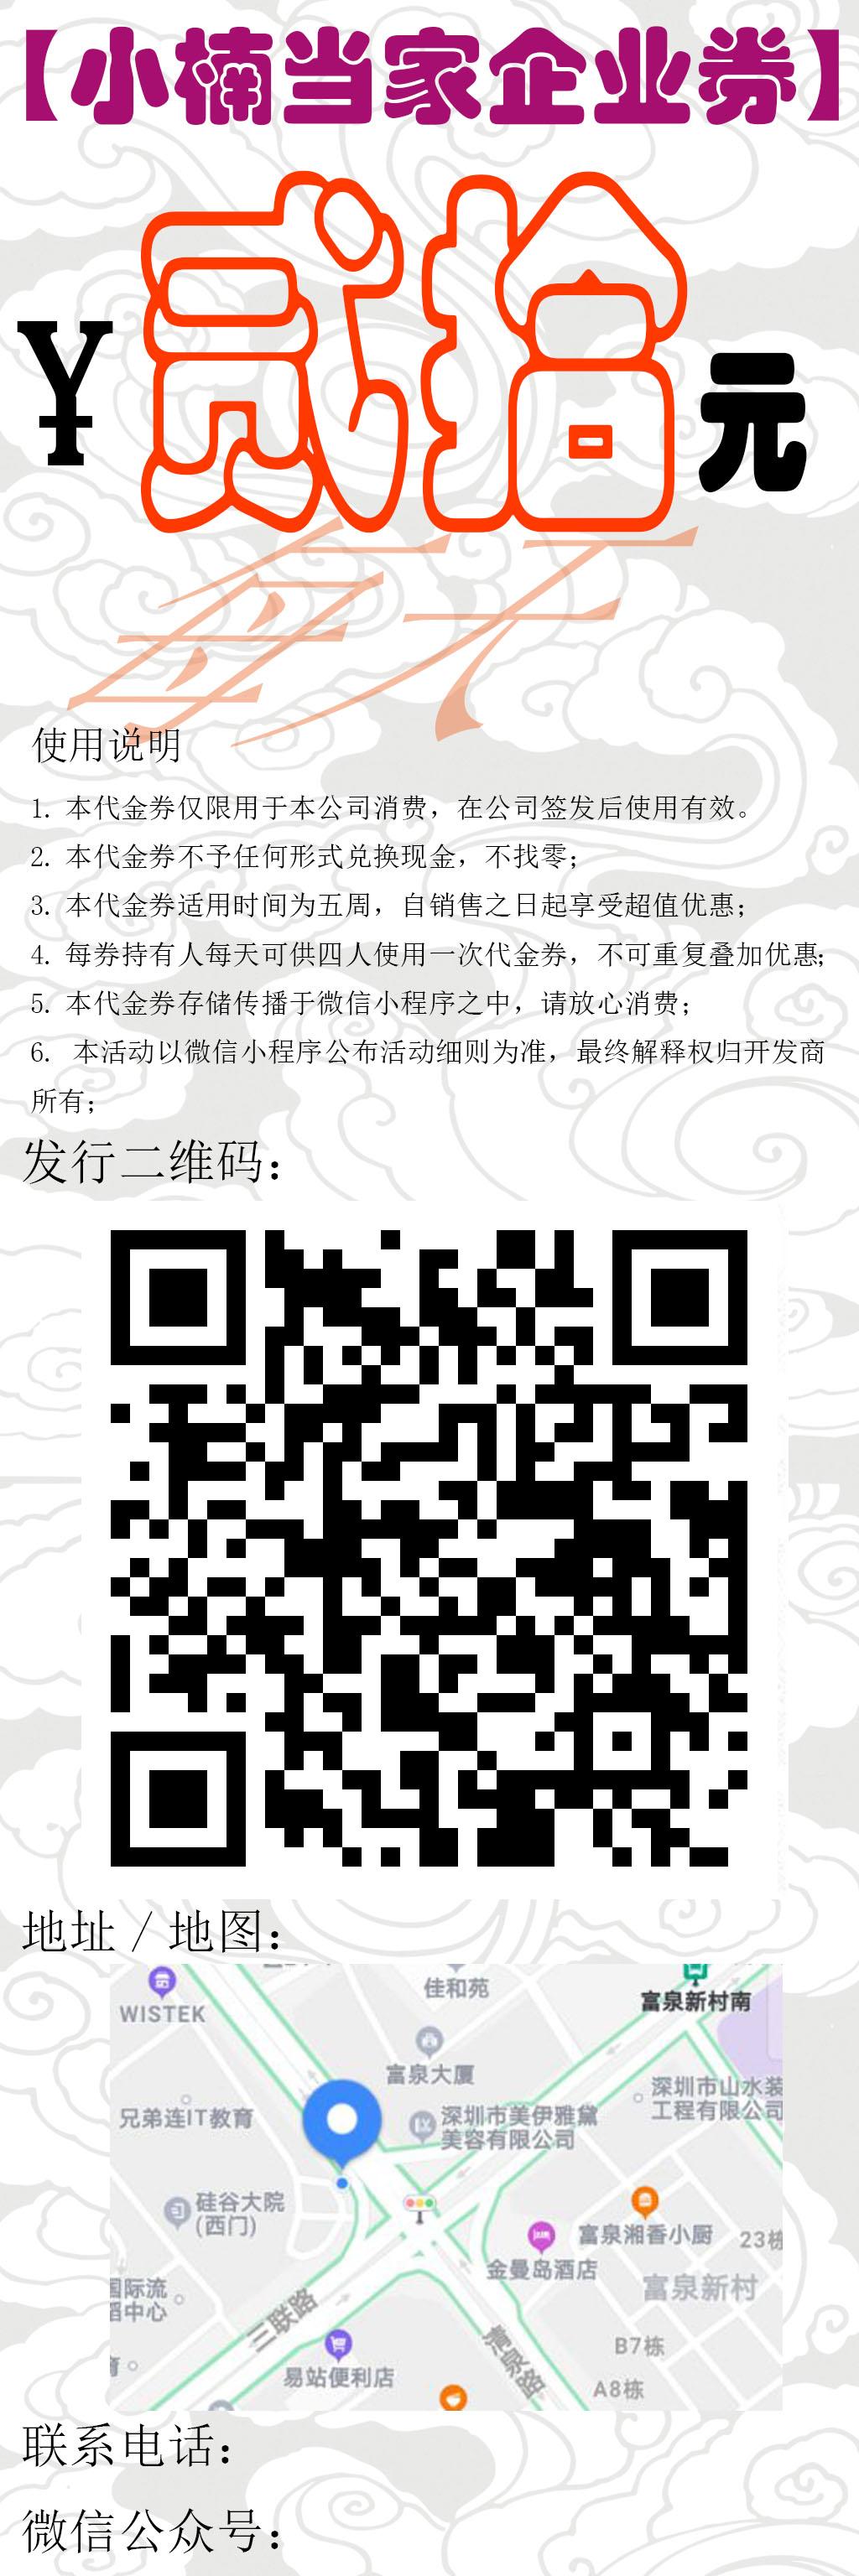 【小楠当家企业券】
¥贰拾元
每天
使用说明
1. 本代金券仅限用于本公司消费，在公司签发后使用有效。
2. 本代金券不予任何形式兑换现金，不找零；
3. 本代金券适用时间为五周，自销售之日起享受超值优惠；
4. 每券持有人每天可供四人使用一次代金券，不可重复叠加优惠；
5. 本代金券存储传播于微信小程序之中，请放心消费；
6. 本活动以微信小程序公布活动细则为准，最终解释权归开发商
所有；
发行二维码：
地址／地图：
佳和苑
WISTEK
富泉新村南
富泉大厦
兄弟连IT教育
深圳市美伊雅黛
美容有限公司
深圳市山水装
工程有限公司
硅谷大院
(西门)
富泉湘香小厨
23栋
金曼岛酒店
国际流
中心
富泉新村
三联路
清泉路
B7栋
易站便利店
A8栋
联系电话：
微信公众号：